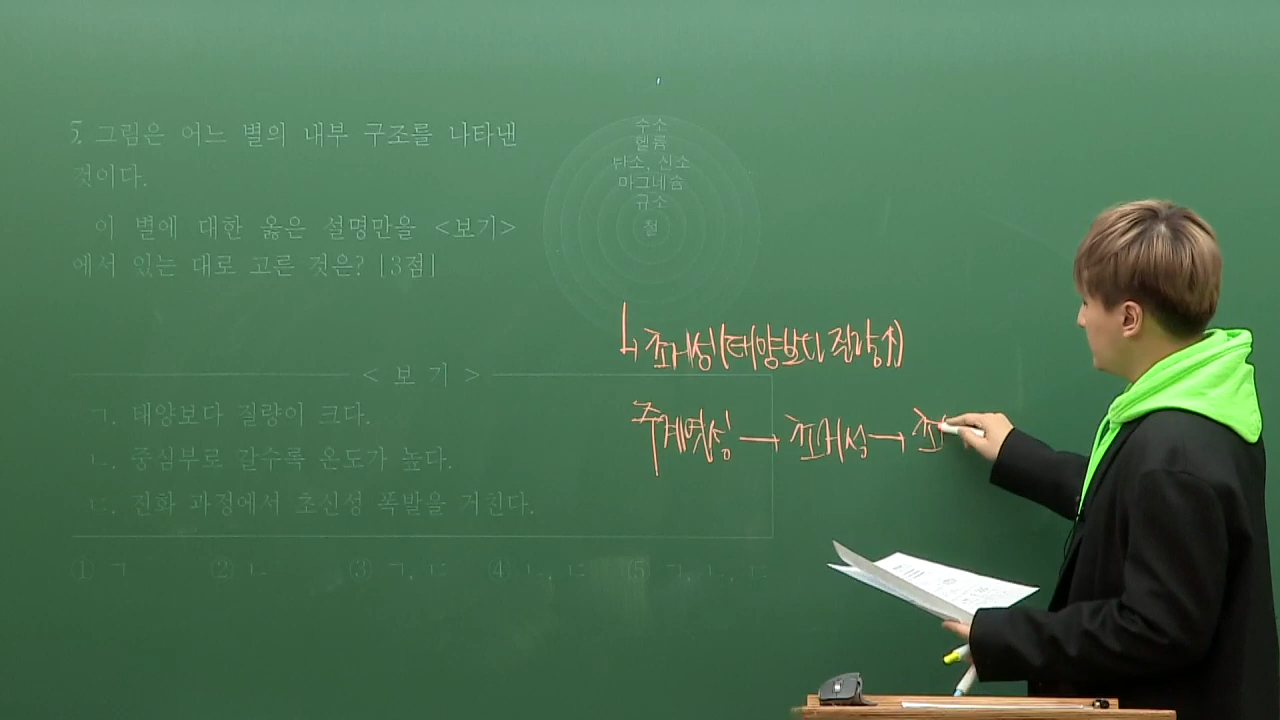 5. 그림은 어느 별의 내부 구조를 나타낸
것이다.
이 별에 대한 옳은 설명만을 <보기>
에서 있는 대로 고른 것은? [3점]
수소
헬륨
탄소, 산소
마그네슘
규소
철
↳ 초거성(태양보다 질량↑)
주계열성 → 초거성 → 초
< 보 기 >
ㄱ. 태양보다 질량이 크다.
ㄴ. 중심부로 갈수록 온도가 높다.
ㄷ. 진화 과정에서 초신성 폭발을 거친다.
① ㄱ ② ㄴ ③ ㄱ, ㄷ ④ ㄴ, ㄷ ⑤ ㄱ, ㄴ, ㄷ